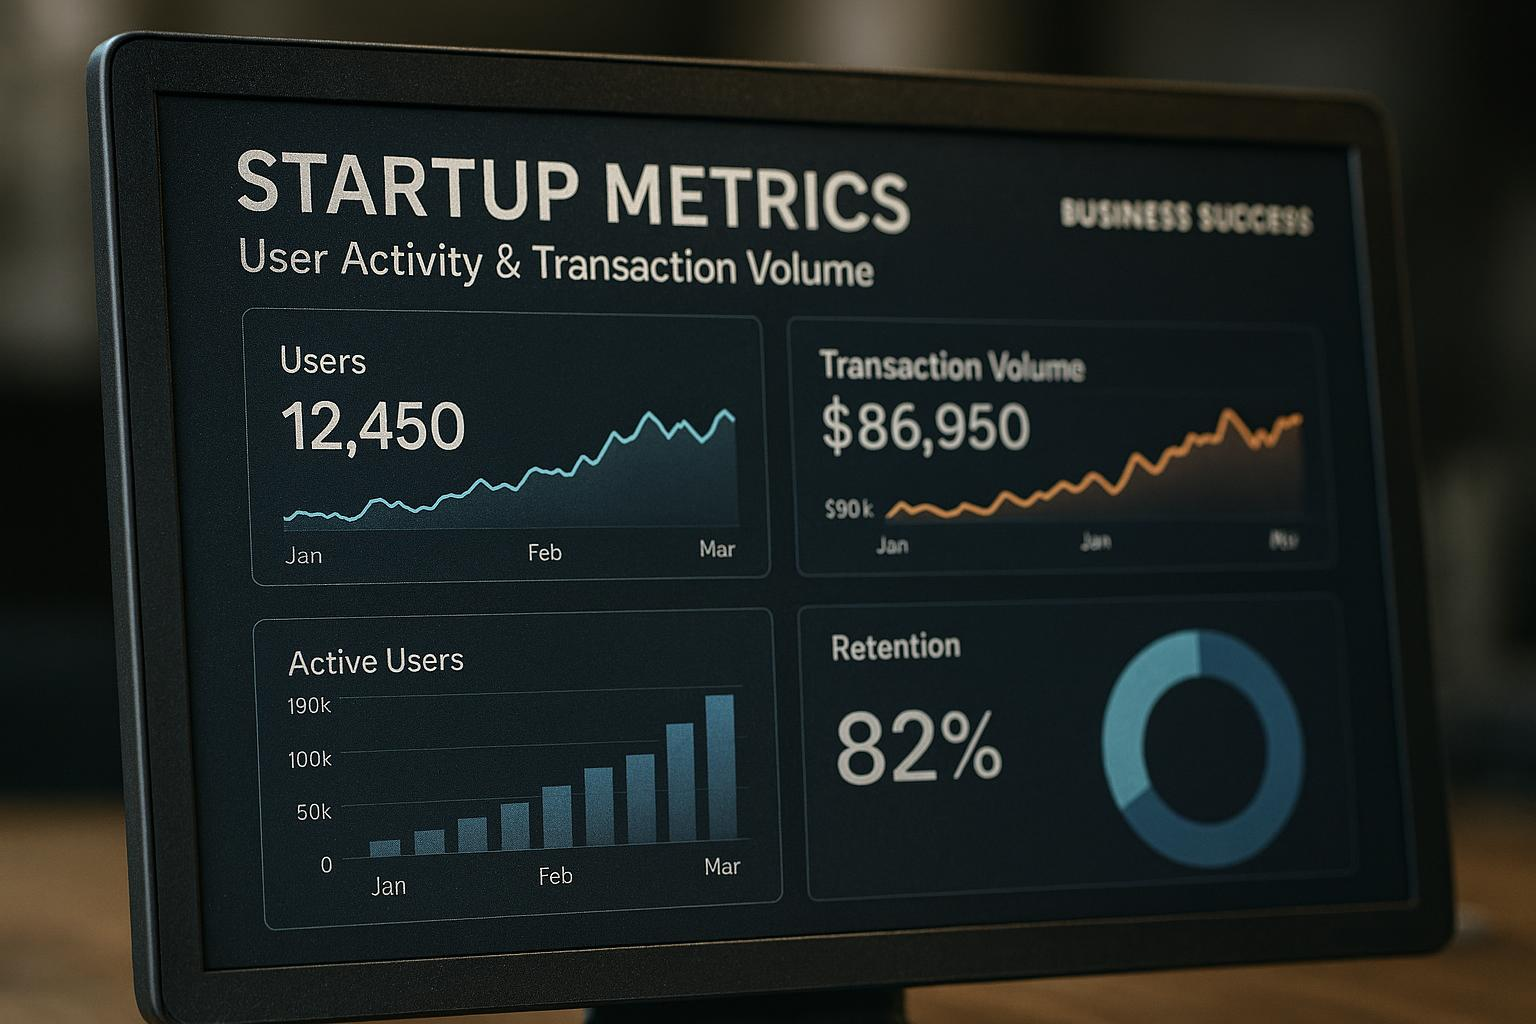 STARTUP METRICS
BUSINESS SUCCESS
User Activity & Transaction Volume
Users
12,450
Jan
Feb
Mar
Transaction Volume
$86,950
$90k
Jan
Jan
Active Users
190k
100k
50k
0
Jan
Feb
Mar
Retention
82%